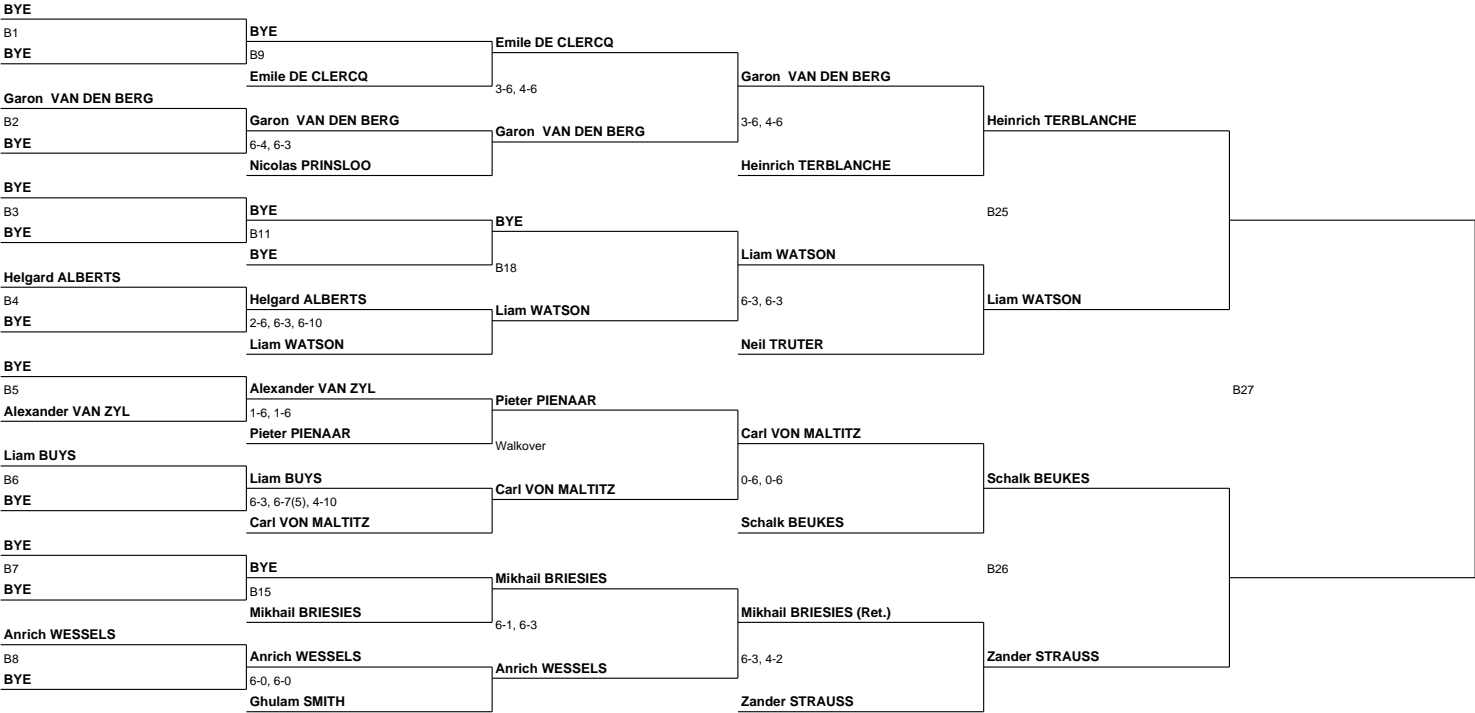 BYE
B1
BYE
Garon  VAN DEN BERG
B2
BYE
BYE
B3
BYE
Helgard ALBERTS
B4
BYE
BYE
B5
Alexander VAN ZYL
Liam BUYS
B6
BYE
BYE
B7
BYE
Anrich WESSELS
B8
BYE
BYE
B9
Emile DE CLERCQ
Garon  VAN DEN BERG
6-4, 6-3
Nicolas PRINSLOO
BYE
B11
BYE
Helgard ALBERTS
2-6, 6-3, 6-10
Liam WATSON
Alexander VAN ZYL
1-6, 1-6
Pieter PIENAAR
Liam BUYS
6-3, 6-7(5), 4-10
Carl VON MALTITZ
BYE
B15
Mikhail BRIESIES
Anrich WESSELS
6-0, 6-0
Ghulam SMITH
Emile DE CLERCQ
3-6, 4-6
Garon  VAN DEN BERG
BYE
B18
Liam WATSON
Pieter PIENAAR
Walkover
Carl VON MALTITZ
Mikhail BRIESIES
6-1, 6-3
Anrich WESSELS
Garon  VAN DEN BERG
3-6, 4-6
Heinrich TERBLANCHE
Liam WATSON
6-3, 6-3
Neil TRUTER
Carl VON MALTITZ
0-6, 0-6
Schalk BEUKES
Mikhail BRIESIES (Ret.)
6-3, 4-2
Zander STRAUSS
Heinrich TERBLANCHE
B25
Liam WATSON
Schalk BEUKES
B26
Zander STRAUSS
B27